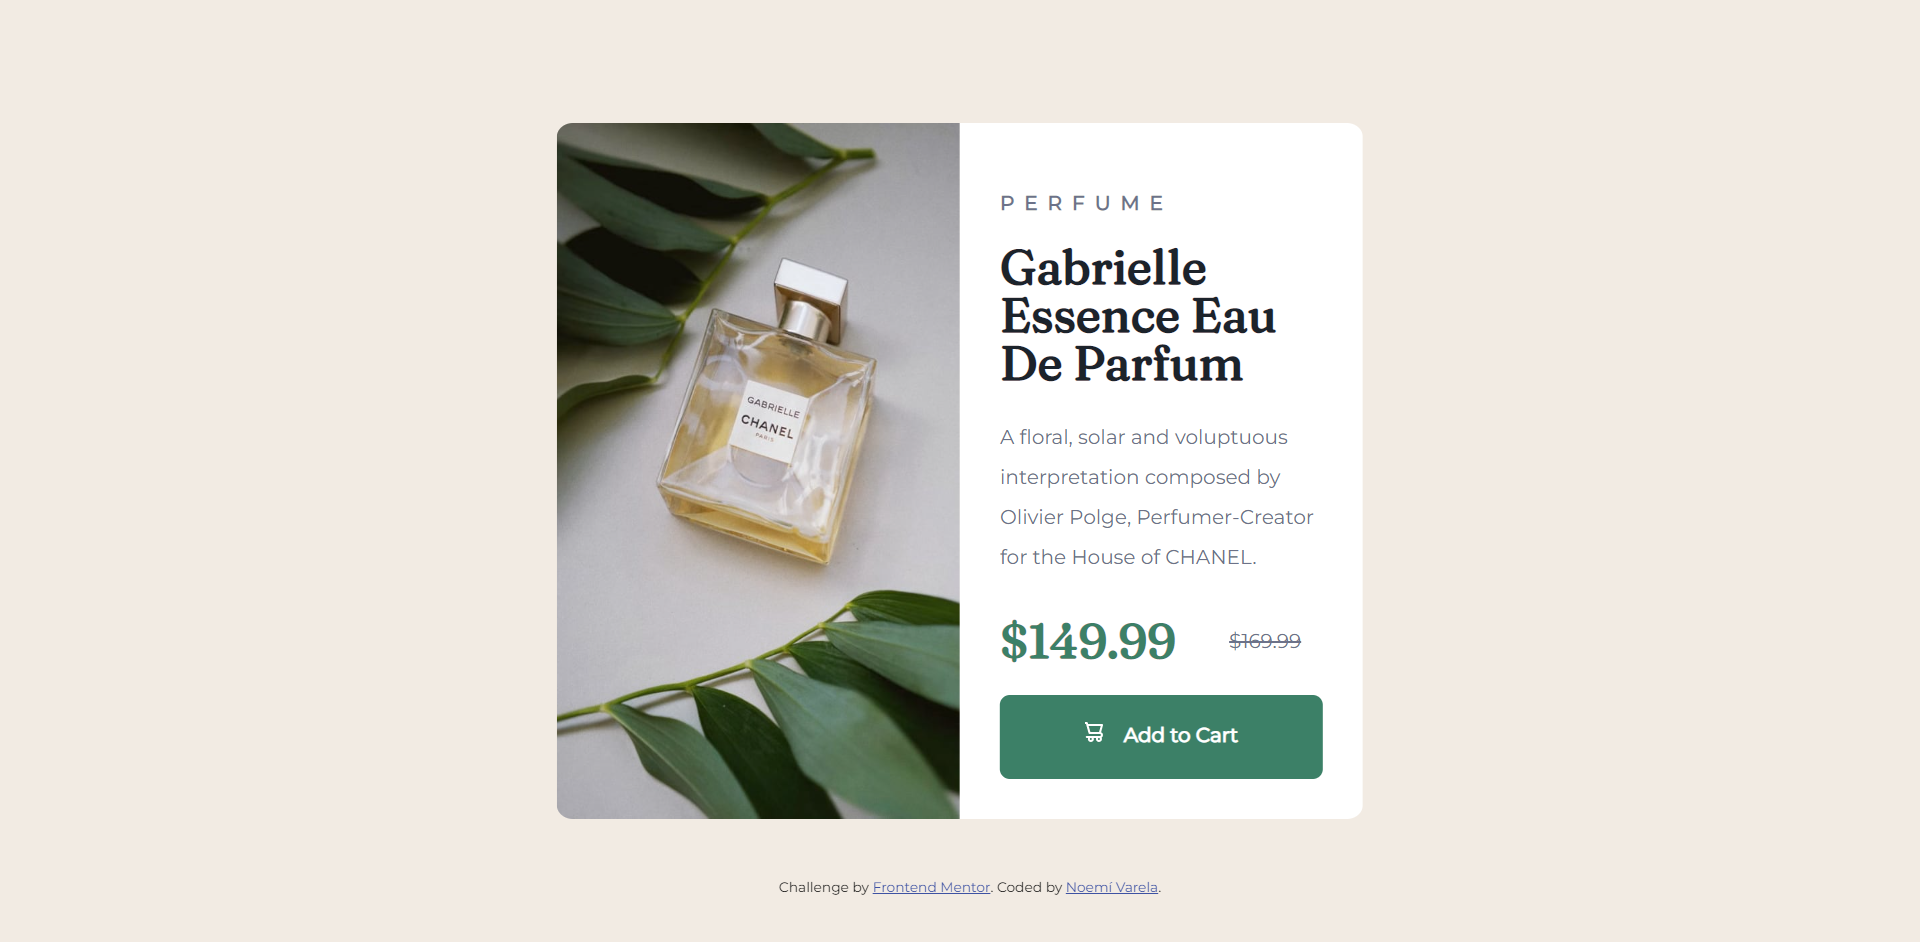 GABRIELLE
CHANEL
PARIS
PERFUME
Gabrielle
Essence Eau
De Parfum
A floral, solar and voluptuous
interpretation composed by
Olivier Polge, Perfumer-Creator
for the House of CHANEL.
$149.99 $169.99
Add to Cart
Challenge by Frontend Mentor. Coded by Noemí Varela.